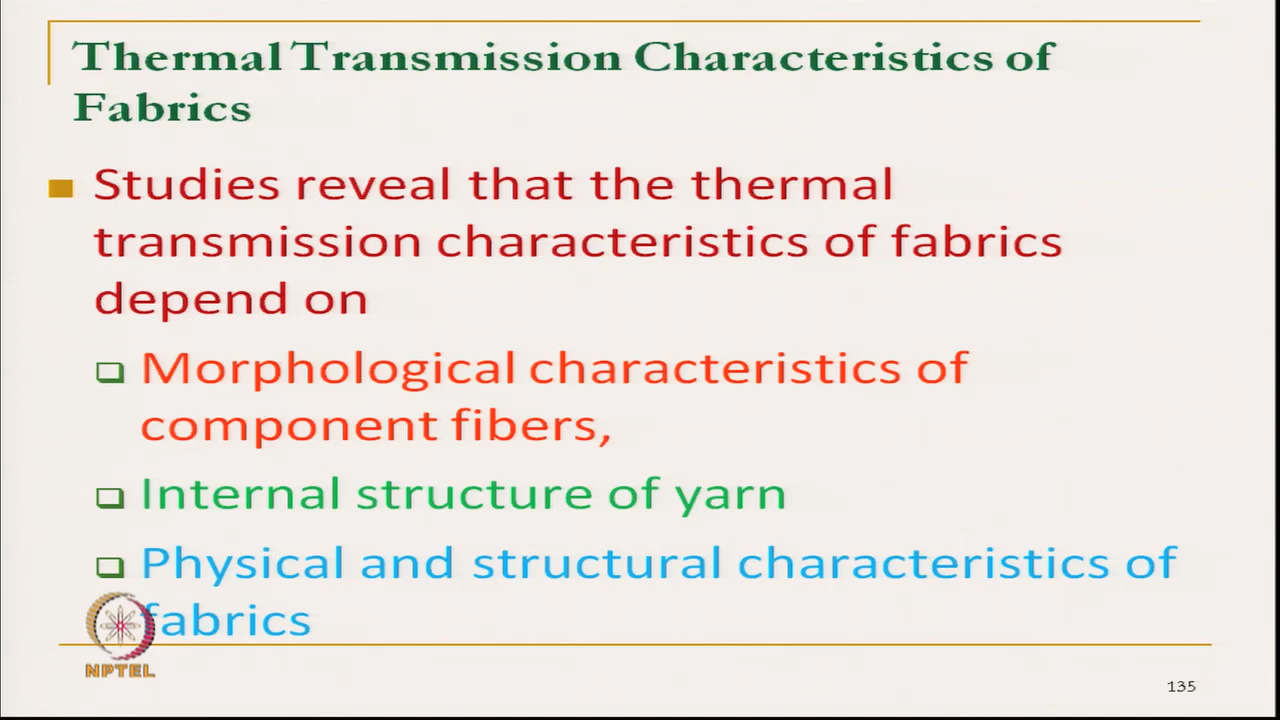 Thermal Transmission Characteristics of
Fabrics
Studies reveal that the thermal
transmission characteristics of fabrics
depend on
Morphological characteristics of
component fibers,
Internal structure of yarn
Physical and structural characteristics of
fabrics
NPTEL
135